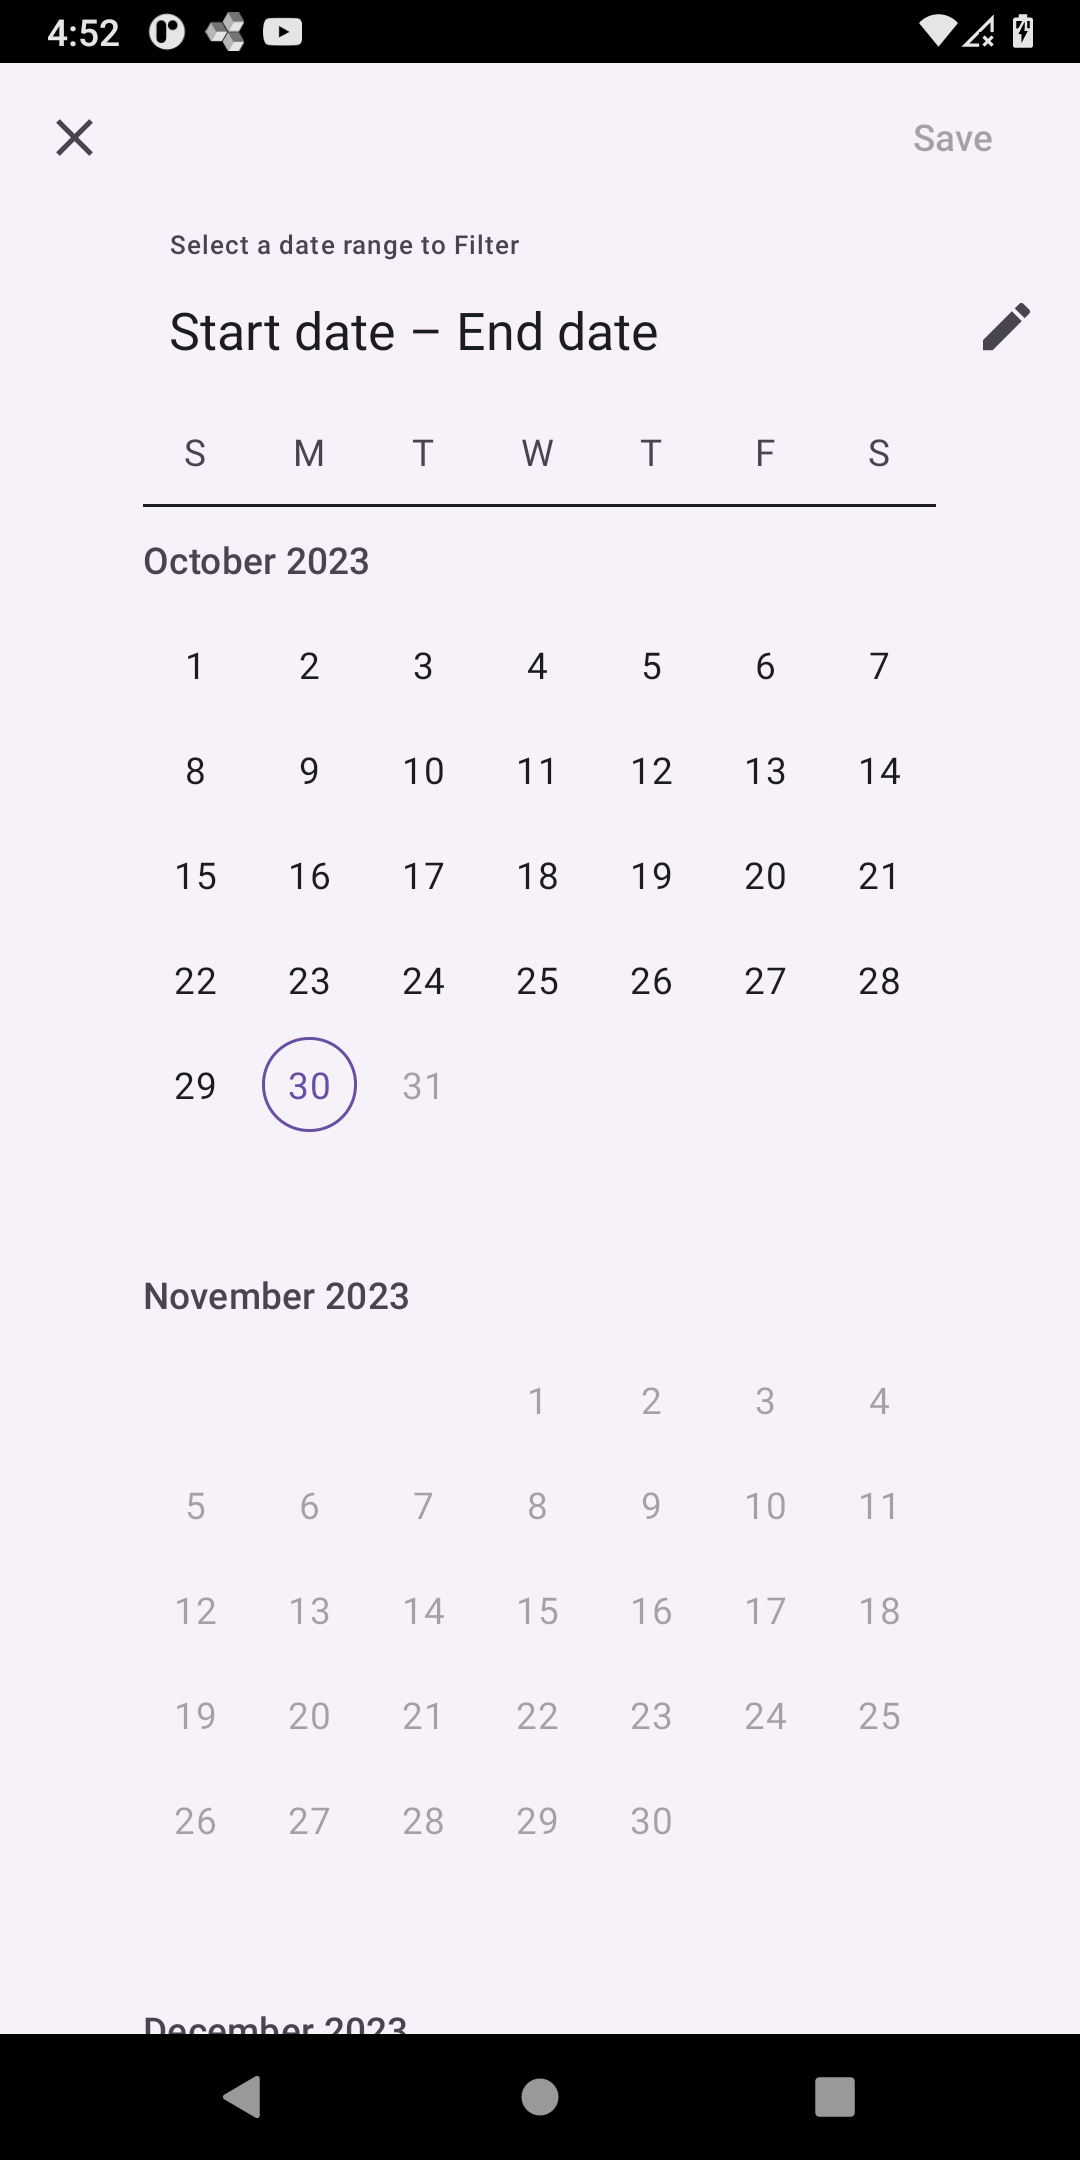 4:52
Save
Select a date range to Filter
Start date – End date
S M T W T F S
October 2023
1 2 3 4 5 6 7
8 9 10 11 12 13 14
15 16 17 18 19 20 21
22 23 24 25 26 27 28
29 30 31
November 2023
1 2 3 4
5 6 7 8 9 10 11
12 13 14 15 16 17 18
19 20 21 22 23 24 25
26 27 28 29 30
December 2023